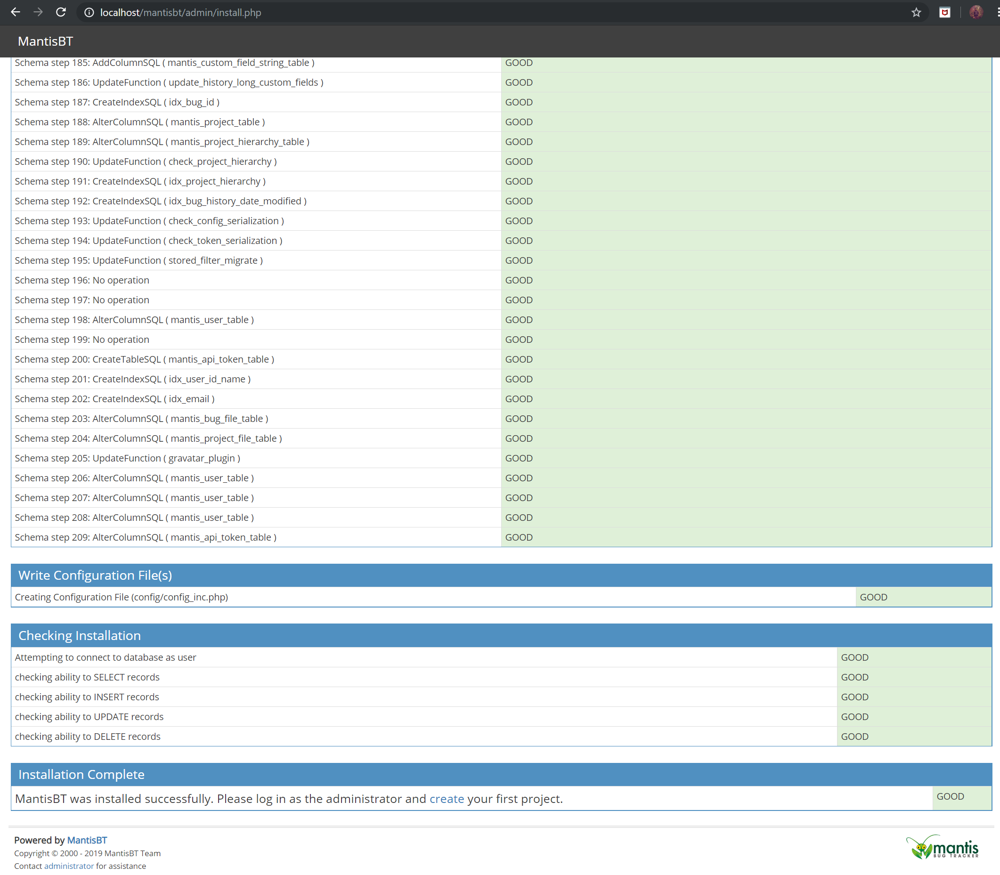 localhost/mantisbt/admin/install.php
MantisBT
Schema step 185: AddColumnSQL ( mantis_custom_field_string_table ) GOOD
Schema step 186: UpdateFunction ( update_history_long_custom_fields ) GOOD
Schema step 187: CreateIndexSQL ( idx_bug_id ) GOOD
Schema step 188: AlterColumnSQL ( mantis_project_table ) GOOD
Schema step 189: AlterColumnSQL ( mantis_project_hierarchy_table ) GOOD
Schema step 190: UpdateFunction ( check_project_hierarchy ) GOOD
Schema step 191: CreateIndexSQL ( idx_project_hierarchy ) GOOD
Schema step 192: CreateIndexSQL ( idx_bug_history_date_modified ) GOOD
Schema step 193: UpdateFunction ( check_config_serialization ) GOOD
Schema step 194: UpdateFunction ( check_token_serialization ) GOOD
Schema step 195: UpdateFunction ( stored_filter_migrate ) GOOD
Schema step 196: No operation GOOD
Schema step 197: No operation GOOD
Schema step 198: AlterColumnSQL ( mantis_user_table ) GOOD
Schema step 199: No operation GOOD
Schema step 200: CreateTableSQL ( mantis_api_token_table ) GOOD
Schema step 201: CreateIndexSQL ( idx_user_id_name ) GOOD
Schema step 202: CreateIndexSQL ( idx_email ) GOOD
Schema step 203: AlterColumnSQL ( mantis_bug_file_table ) GOOD
Schema step 204: AlterColumnSQL ( mantis_project_file_table ) GOOD
Schema step 205: UpdateFunction ( gravatar_plugin ) GOOD
Schema step 206: AlterColumnSQL ( mantis_user_table ) GOOD
Schema step 207: AlterColumnSQL ( mantis_user_table ) GOOD
Schema step 208: AlterColumnSQL ( mantis_user_table ) GOOD
Schema step 209: AlterColumnSQL ( mantis_api_token_table ) GOOD
Write Configuration File(s)
Creating Configuration File (config/config_inc.php) GOOD
Checking Installation
Attempting to connect to database as user GOOD
checking ability to SELECT records GOOD
checking ability to INSERT records GOOD
checking ability to UPDATE records GOOD
checking ability to DELETE records GOOD
Installation Complete
MantisBT was installed successfully. Please log in as the administrator and create your first project. GOOD
Powered by MantisBT
Copyright © 2000 - 2019 MantisBT Team
Contact administrator for assistance
mantis
BUG TRACKER